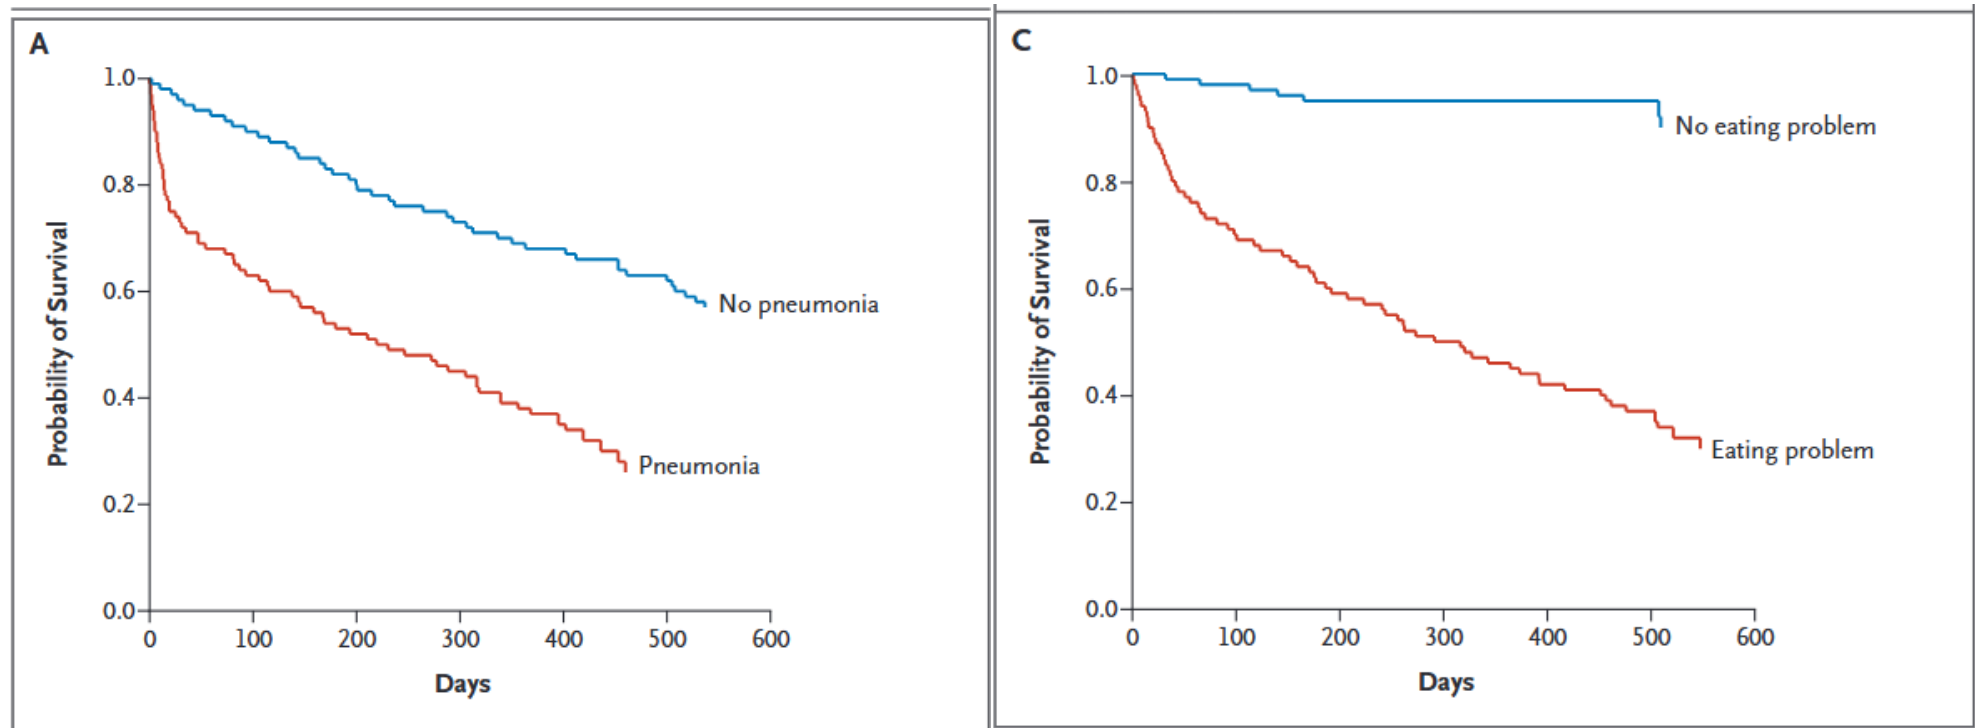 A
Probability of Survival
1.0
0.8
0.6
0.4
0.2
0.0
0 100 200 300 400 500 600
Days
No pneumonia
Pneumonia
C
Probability of Survival
1.0
0.8
0.6
0.4
0.2
0.0
0 100 200 300 400 500 600
Days
No eating problem
Eating problem